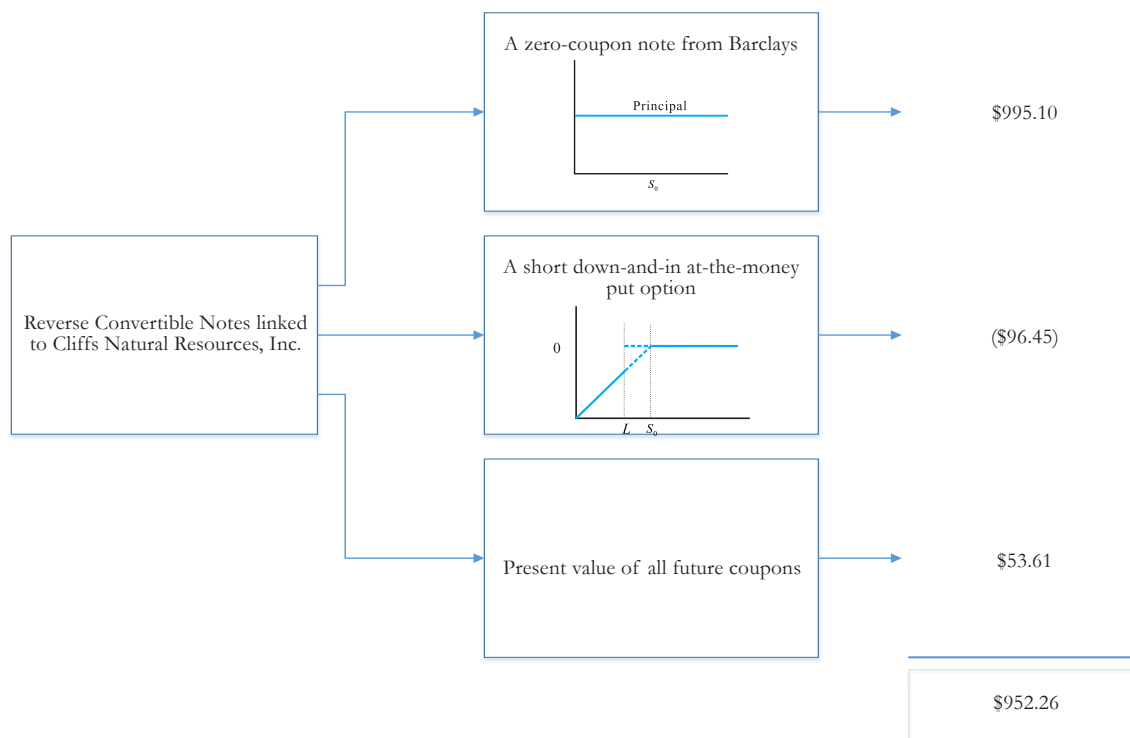 A zero-coupon note from Barclays
Principal
S₀
$995.10
Reverse Convertible Notes linked
to Cliffs Natural Resources, Inc.
A short down-and-in at-the-money
put option
0
L S₀
($96.45)
Present value of all future coupons
$53.61
$952.26